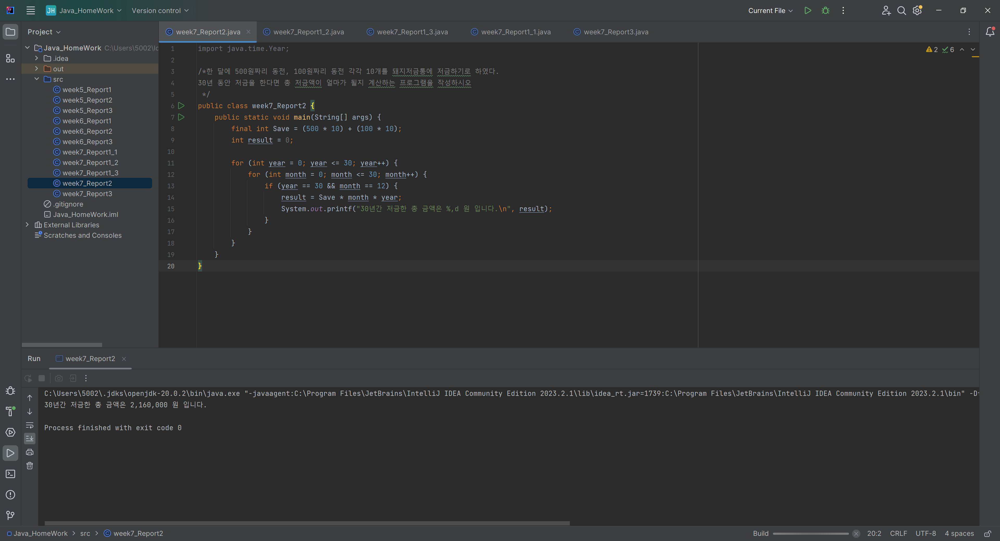 JH Java_HomeWork Version control Current File
Project
week7_Report2.java week7_Report1_2.java week7_Report1_3.java week7_Report1_1.java week7_Report3.java
Java_HomeWork C:\Users\5002\
.idea
out
src
week5_Report1
week5_Report2
week5_Report3
week6_Report1
week6_Report2
week6_Report3
week7_Report1_1
week7_Report1_2
week7_Report1_3
week7_Report2
week7_Report3
.gitignore
Java_HomeWork.iml
External Libraries
Scratches and Consoles
2 6
1 import java.time.Year;
2
3 /*한 달에 500원짜리 동전, 100원짜리 동전 각각 10개를 돼지저금통에 저금하기로 하였다.
4 30년 동안 저금을 한다면 총 저금액이 얼마가 될지 계산하는 프로그램을 작성하시오
5 */
6 public class week7_Report2 {
7 public static void main(String[] args) {
8 final int Save = (500 * 10) + (100 * 10);
9 int result = 0;
10
11 for (int year = 0; year <= 30; year++) {
12 for (int month = 0; month <= 30; month++) {
13 if (year == 30 && month == 12) {
14 result = Save * month * year;
15 System.out.printf("30년간 저금한 총 금액은 %,d 원 입니다.\n", result);
16 }
17 }
18 }
19 }
20 }
Run week7_Report2
C:\Users\5002\.jdks\openjdk-20.0.2\bin\java.exe "-javaagent:C:\Program Files\JetBrains\IntelliJ IDEA Community Edition 2023.2.1\lib\idea_rt.jar=1739:C:\Program Files\JetBrains\IntelliJ IDEA Community Edition 2023.2.1\bin" -D
30년간 저금한 총 금액은 2,160,000 원 입니다.
Process finished with exit code 0
Java_HomeWork > src > week7_Report2 Build 20:2 CRLF UTF-8 4 spaces